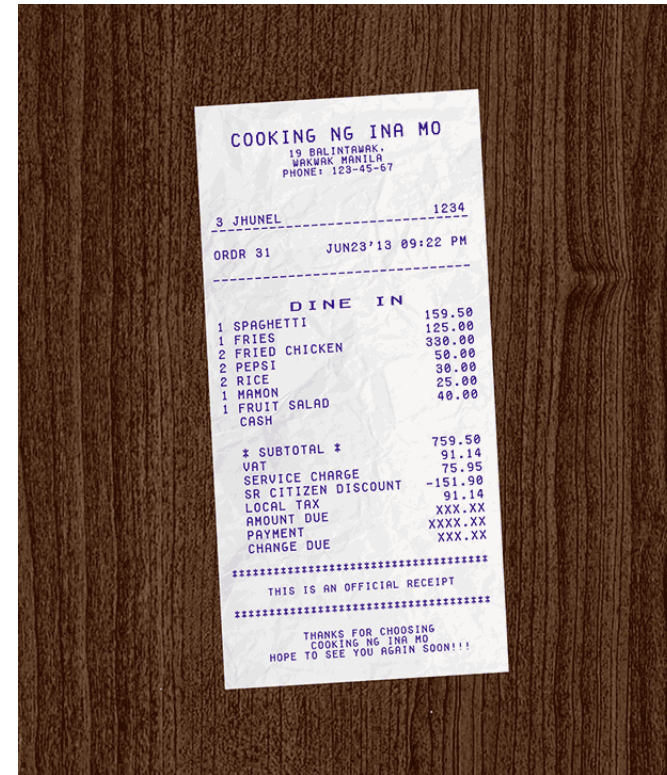 COOKING NG INA MO
19 BALINTAWAK,
WAKWAK MANILA
PHONE: 123-45-67
3 JHUNEL 1234
ORDR 31 JUN23'13 09:22 PM
DINE IN
1 SPAGHETTI 159.50
1 FRIES 125.00
2 FRIED CHICKEN 330.00
2 PEPSI 50.00
2 RICE 30.00
1 MAMON 25.00
1 FRUIT SALAD 40.00
CASH
* SUBTOTAL * 759.50
VAT 91.14
SERVICE CHARGE 75.95
SR CITIZEN DISCOUNT -151.90
LOCAL TAX 91.14
AMOUNT DUE XXX.XX
PAYMENT XXXX.XX
CHANGE DUE XXX.XX
*************************************
THIS IS AN OFFICIAL RECEIPT
*************************************
THANKS FOR CHOOSING
COOKING NG INA MO
HOPE TO SEE YOU AGAIN SOON!!!